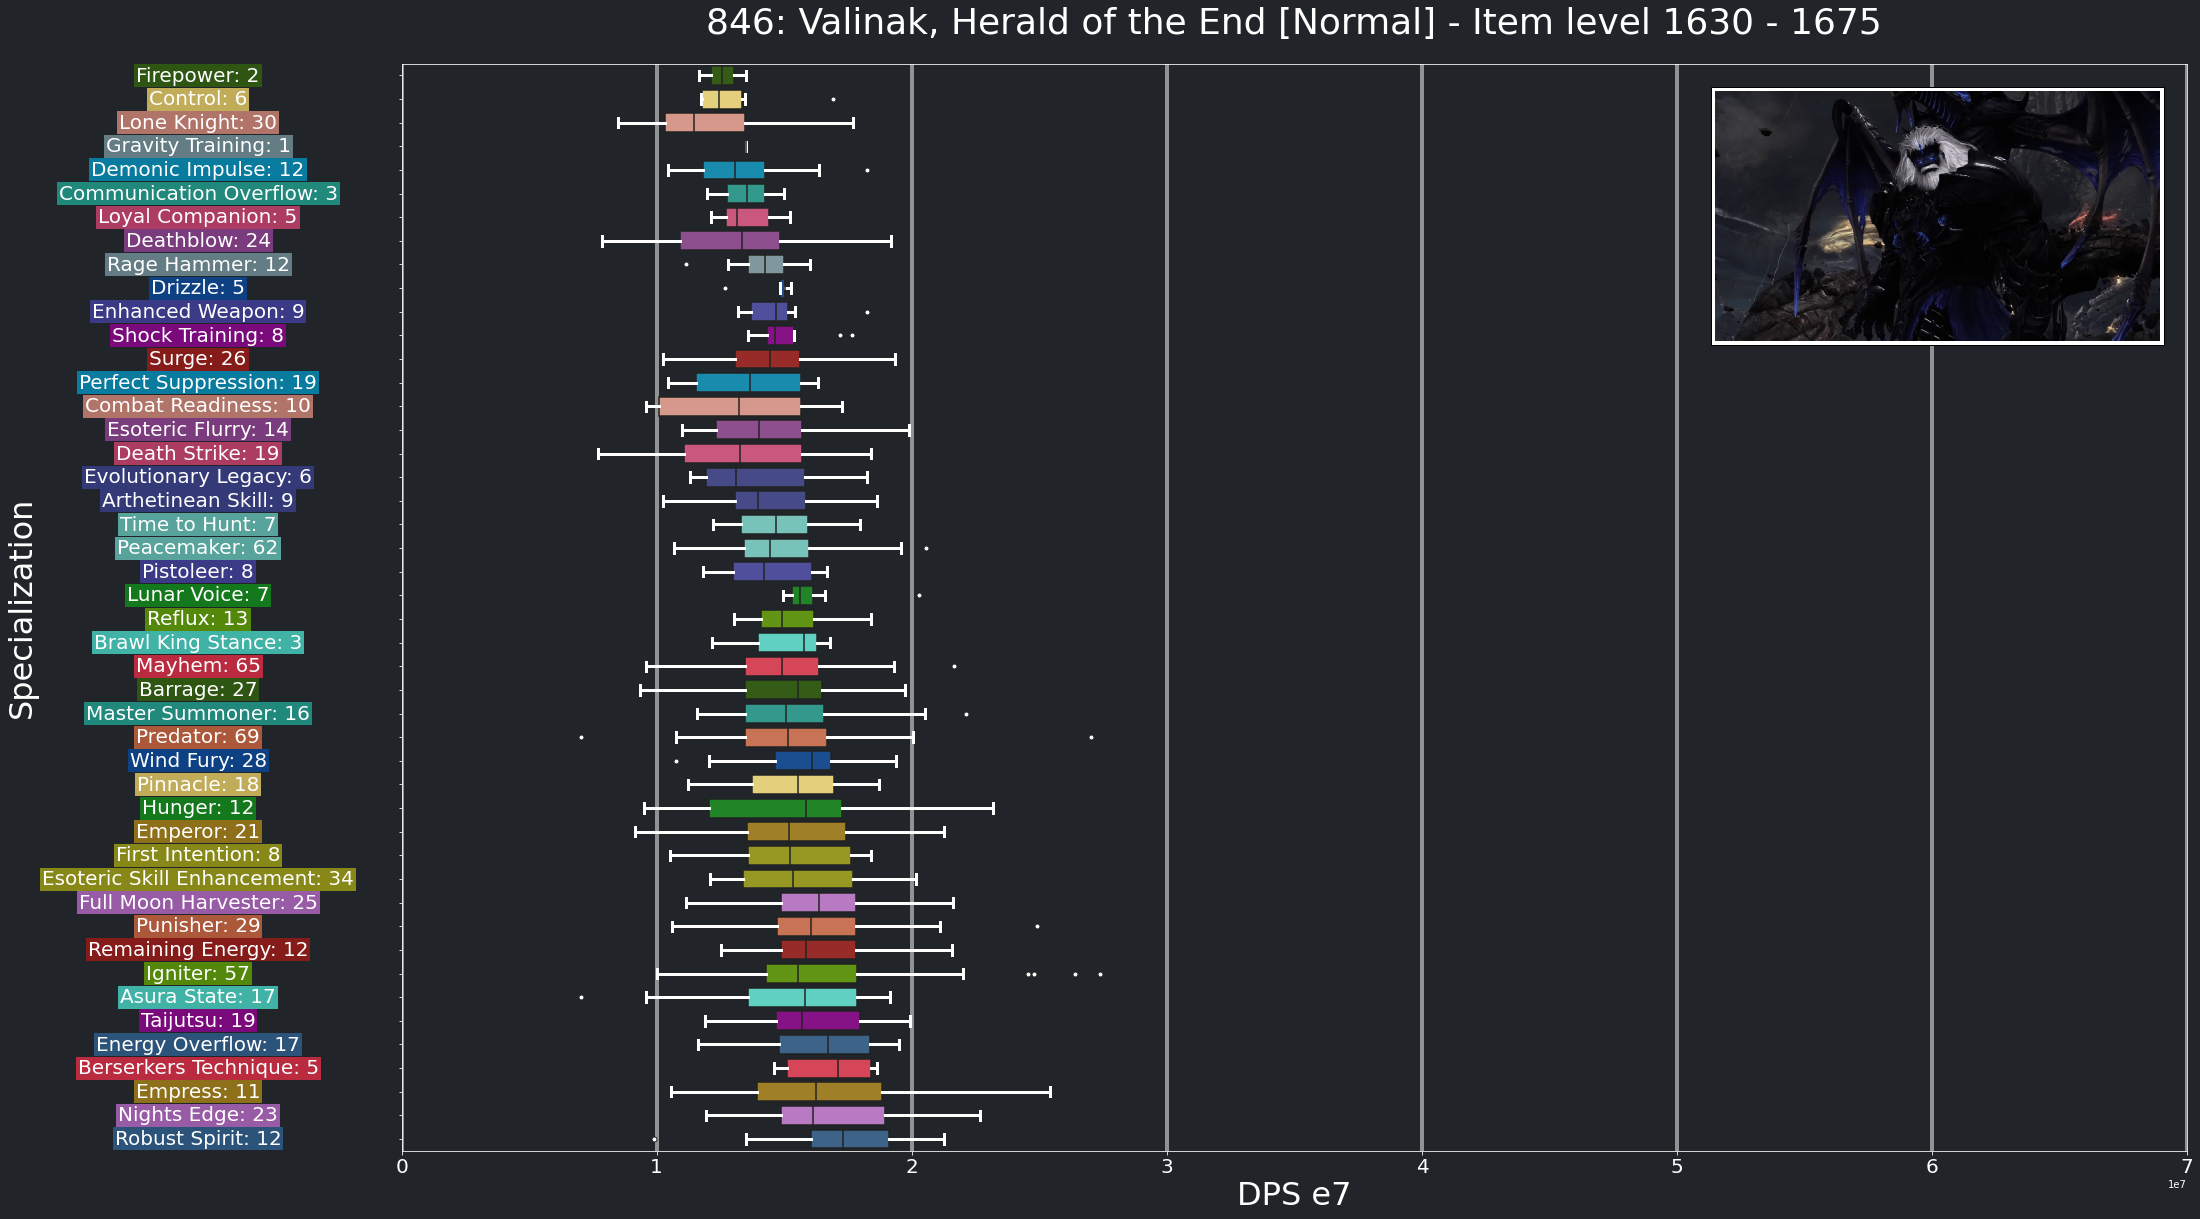 846: Valinak, Herald of the End [Normal] - Item level 1630 - 1675
Specialization
Firepower: 2
Control: 6
Lone Knight: 30
Gravity Training: 1
Demonic Impulse: 12
Communication Overflow: 3
Loyal Companion: 5
Deathblow: 24
Rage Hammer: 12
Drizzle: 5
Enhanced Weapon: 9
Shock Training: 8
Surge: 26
Perfect Suppression: 19
Combat Readiness: 10
Esoteric Flurry: 14
Death Strike: 19
Evolutionary Legacy: 6
Arthetinean Skill: 9
Time to Hunt: 7
Peacemaker: 62
Pistoleer: 8
Lunar Voice: 7
Reflux: 13
Brawl King Stance: 3
Mayhem: 65
Barrage: 27
Master Summoner: 16
Predator: 69
Wind Fury: 28
Pinnacle: 18
Hunger: 12
Emperor: 21
First Intention: 8
Esoteric Skill Enhancement: 34
Full Moon Harvester: 25
Punisher: 29
Remaining Energy: 12
Igniter: 57
Asura State: 17
Taijutsu: 19
Energy Overflow: 17
Berserkers Technique: 5
Empress: 11
Nights Edge: 23
Robust Spirit: 12
0 1 2 3 4 5 6 7
1e7
DPS e7